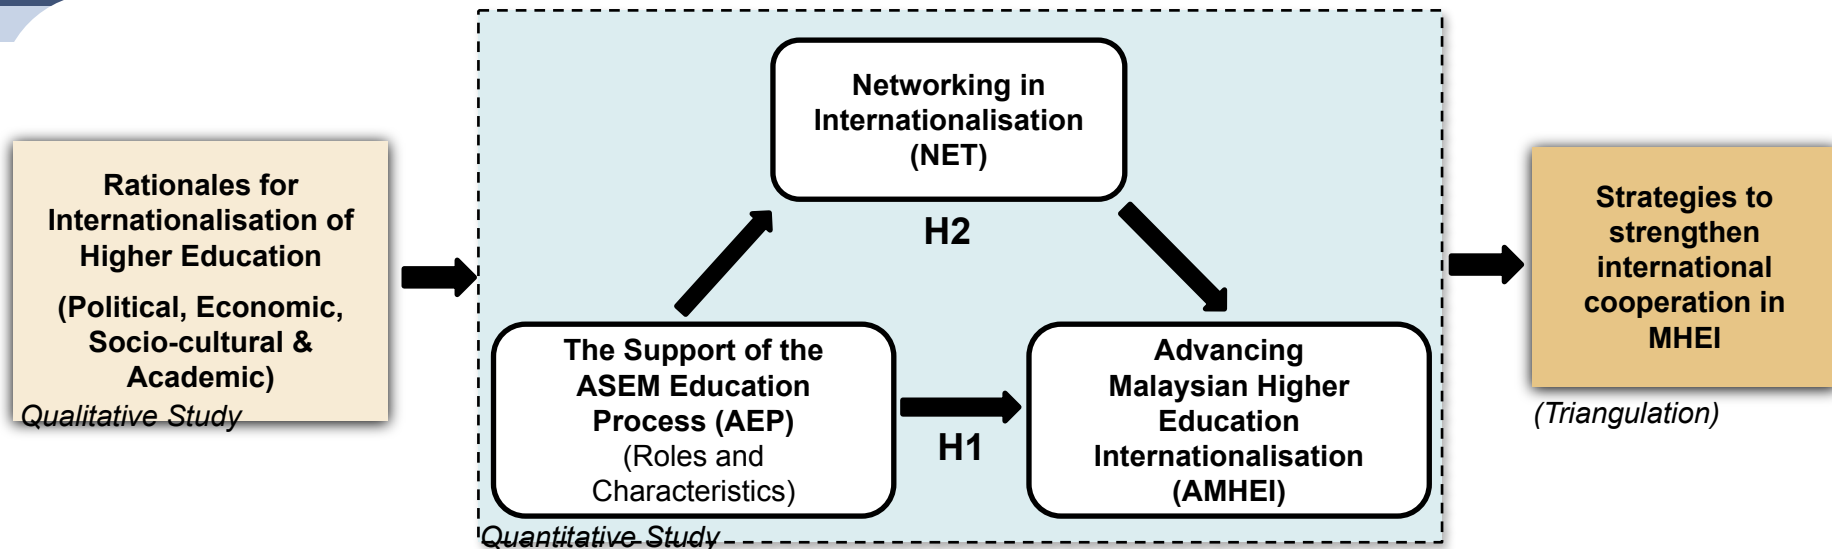 Rationales for
Internationalisation of
Higher Education
(Political, Economic,
Socio-cultural &
Academic)
Qualitative Study
Networking in
Internationalisation
(NET)
H2
The Support of the
ASEM Education
Process (AEP)
(Roles and
Characteristics)
H1
Advancing
Malaysian Higher
Education
Internationalisation
(AMHEI)
Quantitative Study
Strategies to
strengthen
international
cooperation in
MHEI
(Triangulation)